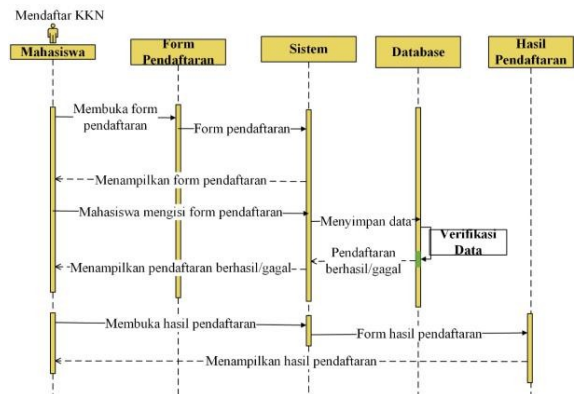 Mendaftar KKN
Mahasiswa
Form
Pendaftaran
Sistem
Database
Hasil
Pendaftaran
Membuka form
pendaftaran
Form pendaftaran
Menampilkan form pendaftaran
Mahasiswa mengisi form pendaftaran
Menyimpan data
Verifikasi
Data
Pendaftaran
berhasil/gagal
Menampilkan pendaftaran berhasil/gagal
Membuka hasil pendaftaran
Form hasil pendaftaran
Menampilkan hasil pendaftaran